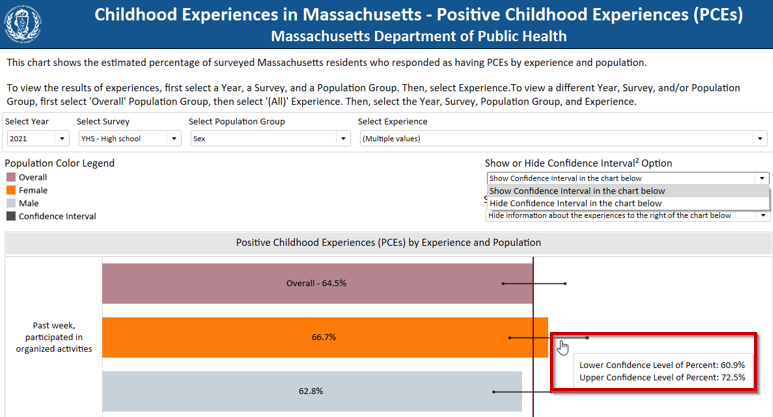 Childhood Experiences in Massachusetts - Positive Childhood Experiences (PCEs)
Massachusetts Department of Public Health
This chart shows the estimated percentage of surveyed Massachusetts residents who responded as having PCEs by experience and population.
To view the results of experiences, first select a Year, a Survey, and a Population Group. Then, select Experience.To view a different Year, Survey, and/or Population
Group, first select 'Overall' Population Group, then select '(All)' Experience. Then, select the Year, Survey, Population Group, and Experience.
Select Year
Select Survey
Select Population Group
Select Experience
2021
YHS - High school
Sex
(Multiple values)
Population Color Legend
Overall
Female
Male
Confidence Interval
Show or Hide Confidence Interval² Option
Show Confidence Interval in the chart below
Show Confidence Interval in the chart below
Hide Confidence Interval in the chart below
Hide information about the experiences to the right of the chart below
Positive Childhood Experiences (PCEs) by Experience and Population
Past week,
participated in
organized activities
Overall - 64.5%
66.7%
62.8%
Lower Confidence Level of Percent: 60.9%
Upper Confidence Level of Percent: 72.5%